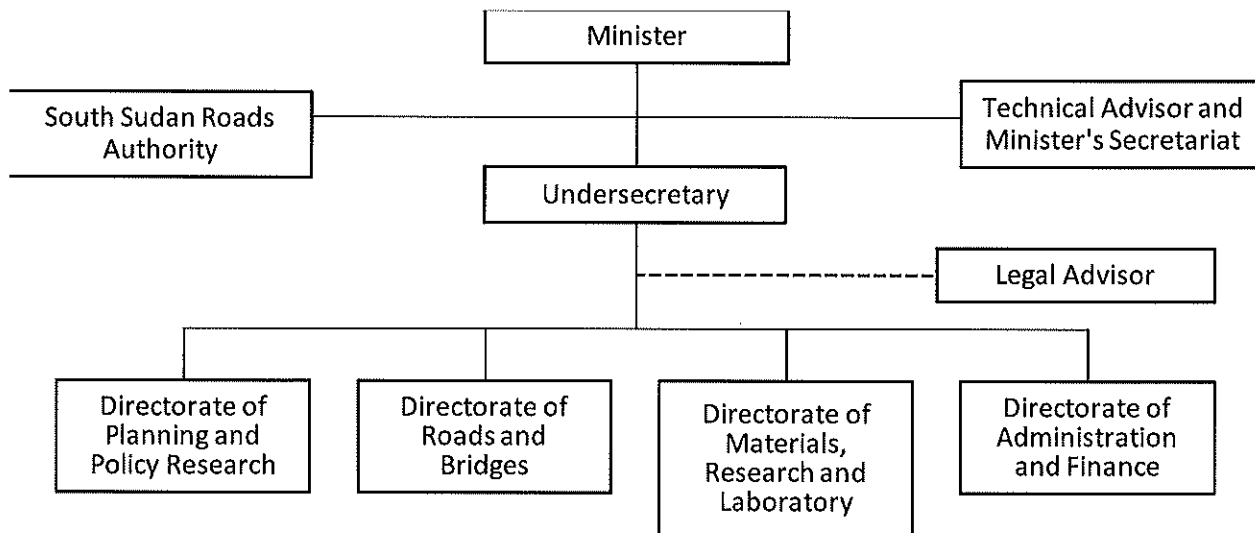 Minister
South Sudan Roads
Authority
Technical Advisor and
Minister's Secretariat
Undersecretary
Legal Advisor
Directorate of
Planning and
Policy Research
Directorate of
Roads and
Bridges
Directorate of
Materials,
Research and
Laboratory
Directorate of
Administration
and Finance